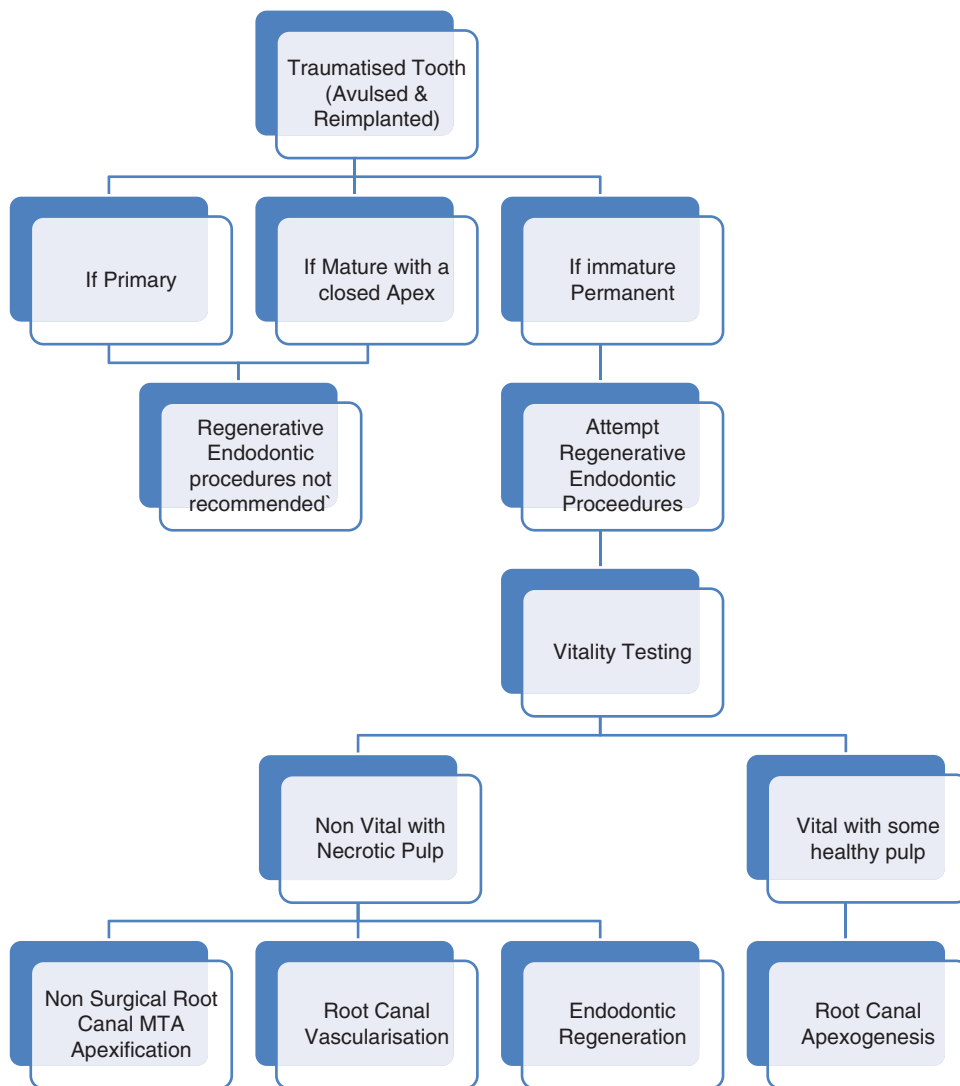 Traumatised Tooth
(Avulsed &
Reimplanted)
If Primary
If Mature with a
closed Apex
If immature
Permanent
Regenerative
Endodontic
procedures not
recommended`
Attempt
Regenerative
Endodontic
Proceedures
Vitality Testing
Non Vital with
Necrotic Pulp
Vital with some
healthy pulp
Non Surgical Root
Canal MTA
Apexification
Root Canal
Vascularisation
Endodontic
Regeneration
Root Canal
Apexogenesis